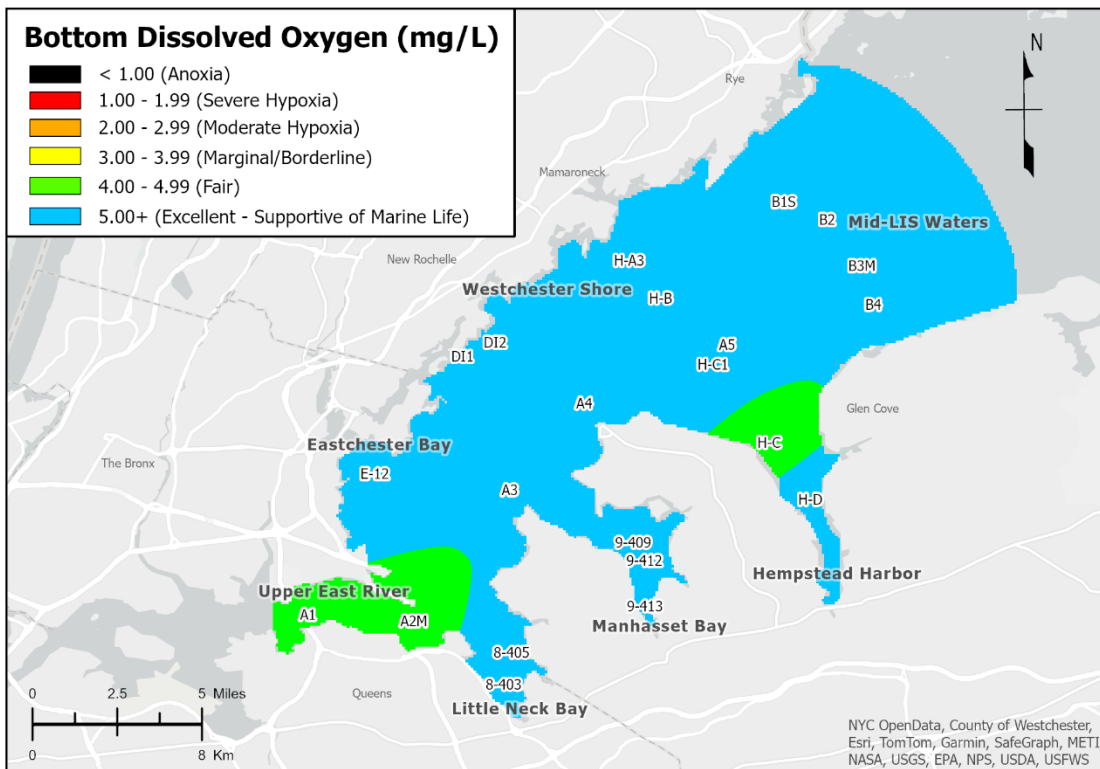 Bottom Dissolved Oxygen (mg/L)
< 1.00 (Anoxia)
1.00 - 1.99 (Severe Hypoxia)
2.00 - 2.99 (Moderate Hypoxia)
3.00 - 3.99 (Marginal/Borderline)
4.00 - 4.99 (Fair)
5.00+ (Excellent - Supportive of Marine Life)
N
Rye
Mamaroneck
B1S
B2
Mid-LIS Waters
New Rochelle
H-A3
B3M
Westchester Shore
H-B
B4
DI2
DI1
A5
H-C1
A4
Glen Cove
Eastchester Bay
H-C
The Bronx
E-12
A3
H-D
9-409
9-412
Hempstead Harbor
Upper East River
A1
A2M
9-413
Manhasset Bay
8-405
8-403
Queens
Little Neck Bay
0 2.5 5 Miles
0 8 Km
NYC OpenData, County of Westchester,
Esri, TomTom, Garmin, SafeGraph, METI
NASA, USGS, EPA, NPS, USDA, USFWS